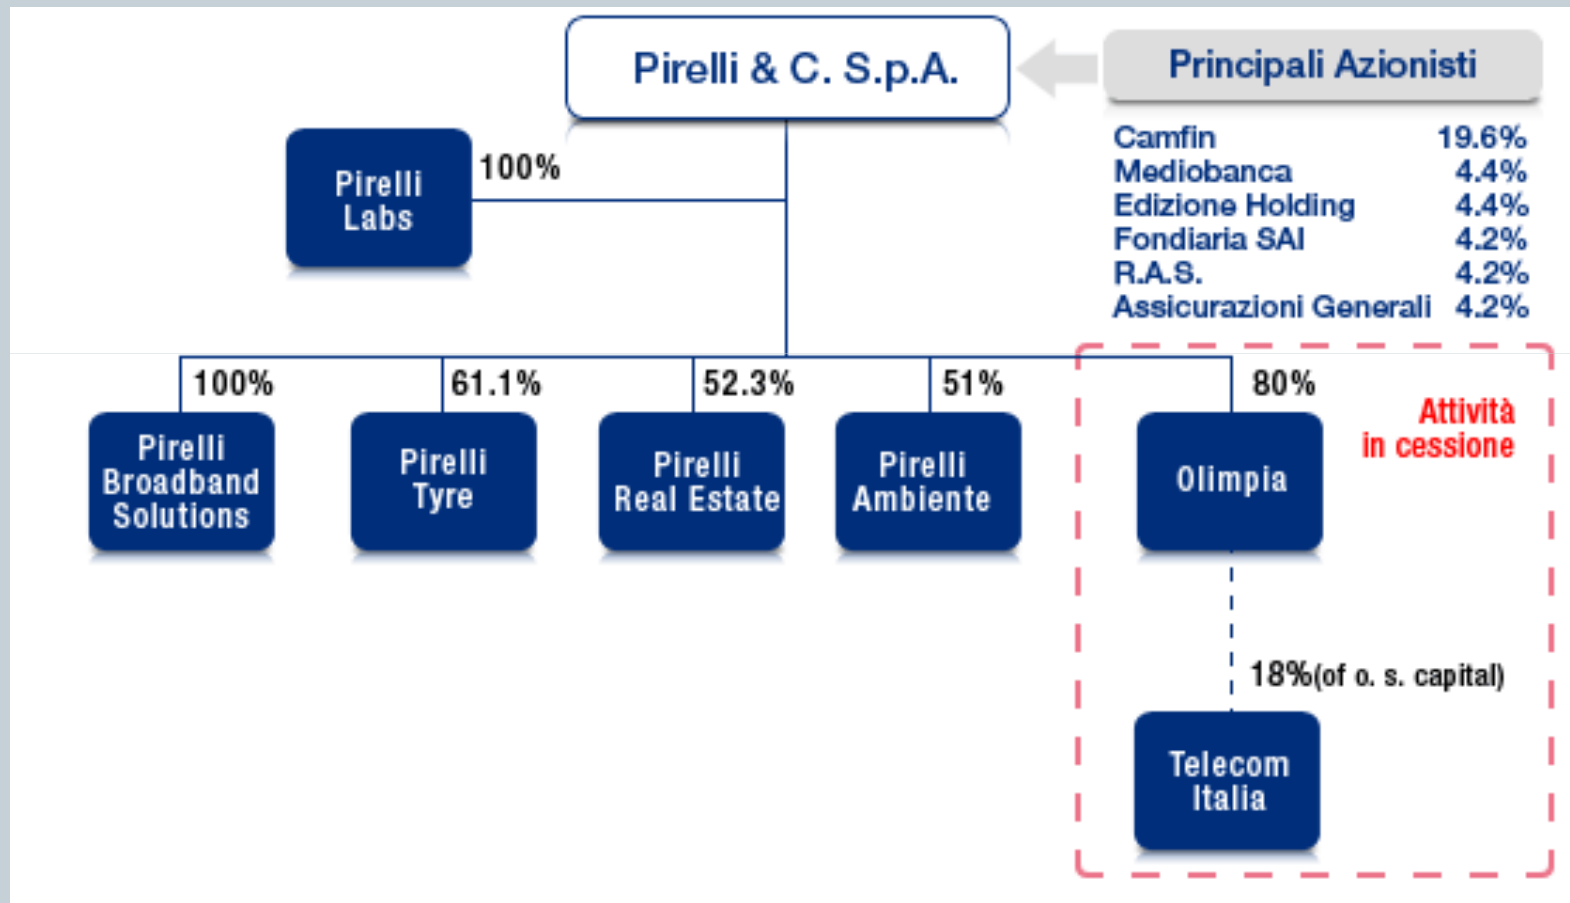 Pirelli & C. S.p.A.
Principali Azionisti
Camfin 19.6%
Mediobanca 4.4%
Edizione Holding 4.4%
Fondiaria SAI 4.2%
R.A.S. 4.2%
Assicurazioni Generali 4.2%
Pirelli
Labs
100%
100%
61.1%
52.3%
51%
80%
Attività
in cessione
Pirelli
Broadband
Solutions
Pirelli
Tyre
Pirelli
Real Estate
Pirelli
Ambiente
Olimpia
18%(of o. s. capital)
Telecom
Italia